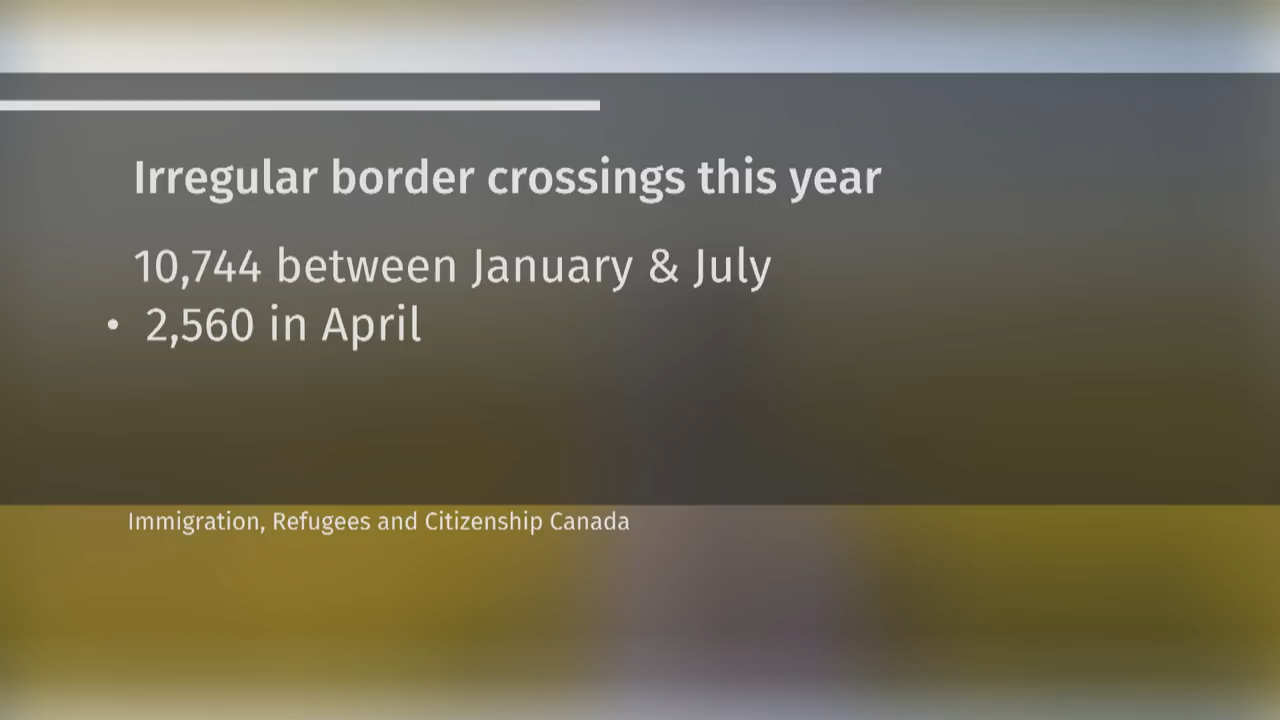 Irregular border crossings this year
10,744 between January & July
• 2,560 in April
Immigration, Refugees and Citizenship Canada